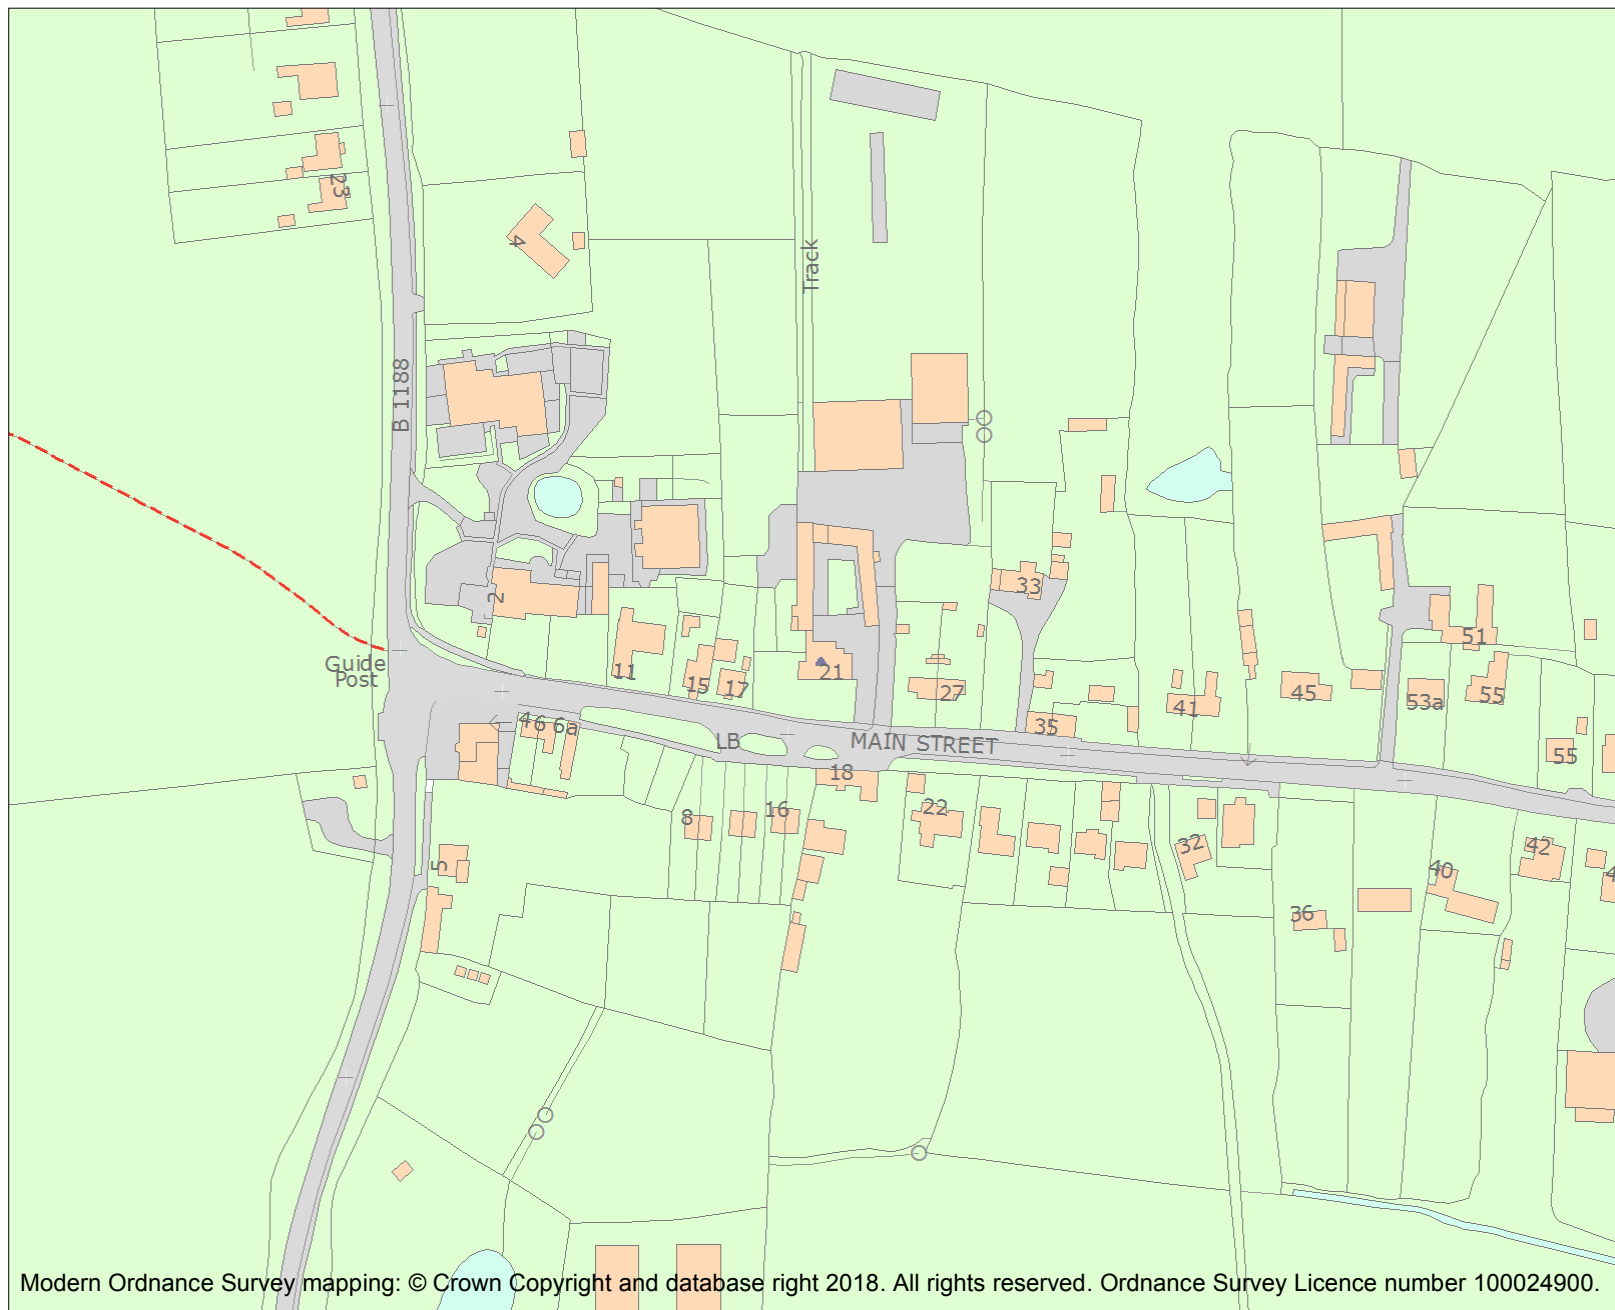 23
4
Track
B 1188
2
33
Guide
Post
11
15
17
21
27
51
41
45
53a
55
46
6a
LB
MAIN STREET
35
55
18
8
16
22
32
42
5
40
4
36
Modern Ordnance Survey mapping: © Crown Copyright and database right 2018. All rights reserved. Ordnance Survey Licence number 100024900.